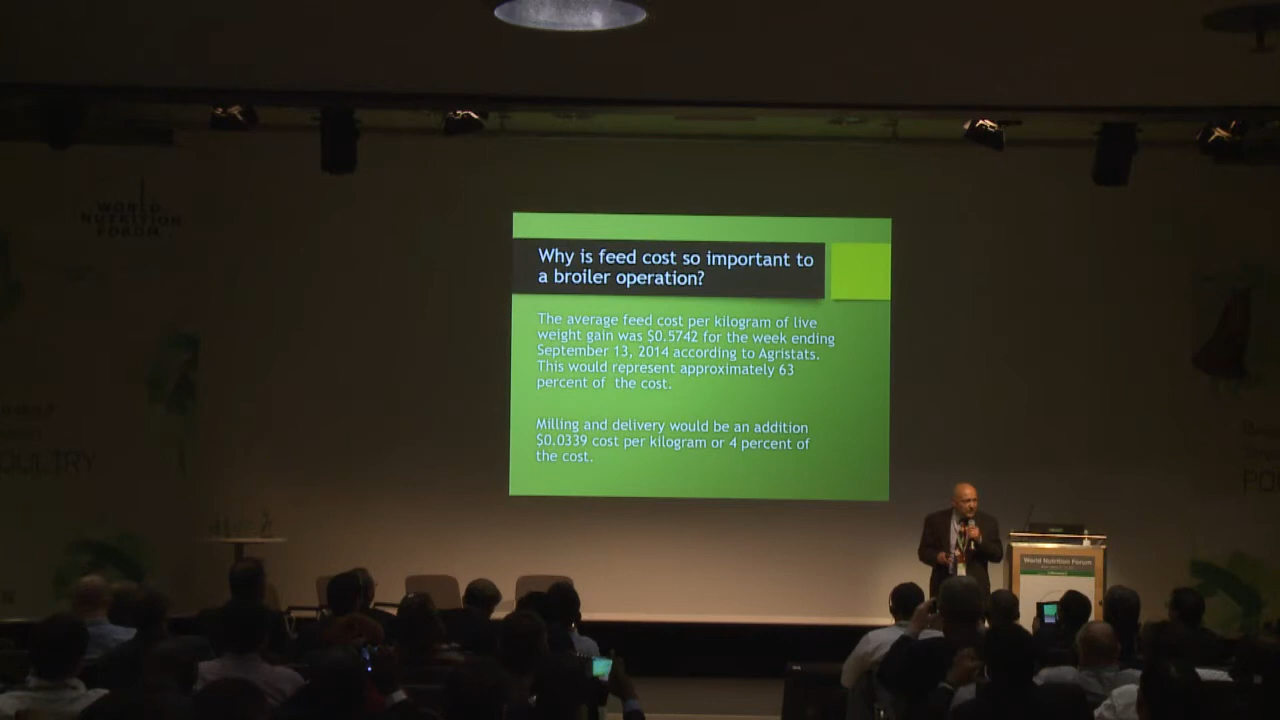 WORLD
NUTRITION
FORUM
Why is feed cost so important to
a broiler operation?
The average feed cost per kilogram of live
weight gain was $0.5742 for the week ending
September 13, 2014 according to Agristats.
This would represent approximately 63
percent of the cost.
Milling and delivery would be an addition
$0.0339 cost per kilogram or 4 percent of
the cost.
World Nutrition Forum